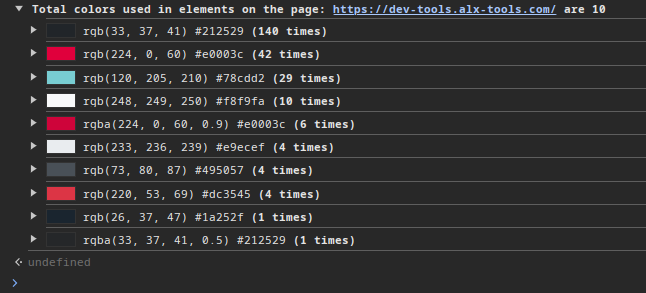 Total colors used in elements on the page: https://dev-tools.alx-tools.com/ are 10
rgb(33, 37, 41) #212529 (140 times)
rgb(224, 0, 60) #e0003c (42 times)
rgb(120, 205, 210) #78cdd2 (29 times)
rgb(248, 249, 250) #f8f9fa (10 times)
rgba(224, 0, 60, 0.9) #e0003c (6 times)
rgb(233, 236, 239) #e9ecef (4 times)
rgb(73, 80, 87) #495057 (4 times)
rgb(220, 53, 69) #dc3545 (4 times)
rgb(26, 37, 47) #1a252f (1 times)
rgba(33, 37, 41, 0.5) #212529 (1 times)
undefined